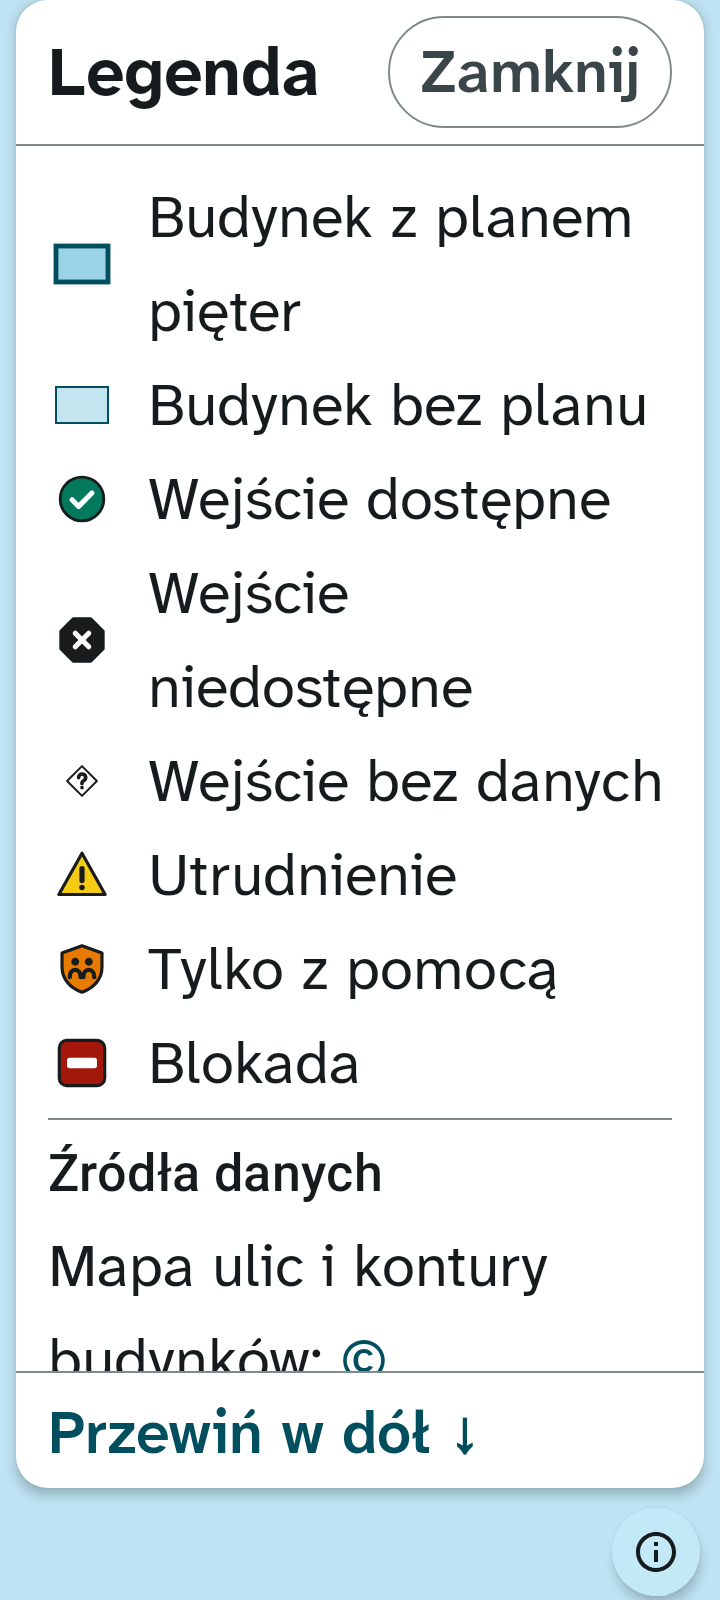 Legenda
Zamknij
Budynek z planem
pięter
Budynek bez planu
Wejście dostępne
Wejście
niedostępne
Wejście bez danych
Utrudnienie
Tylko z pomocą
Blokada
Źródła danych
Mapa ulic i kontury
budynków: ©
Przewiń w dół ↓